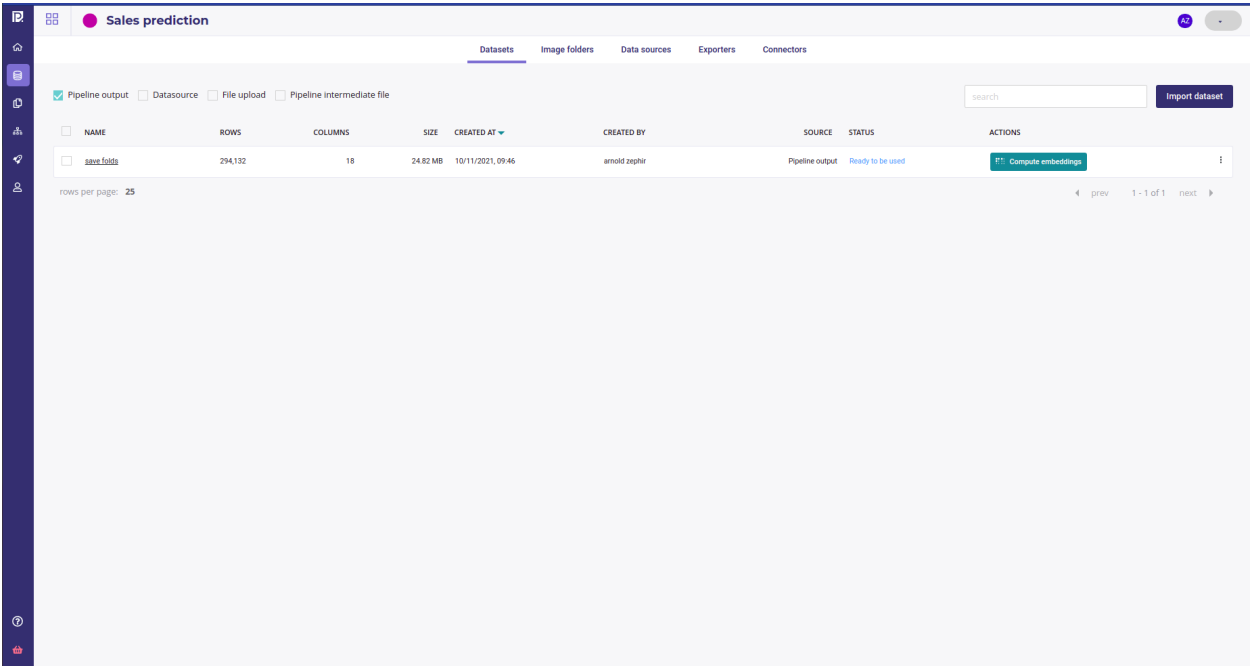 Sales prediction
AZ
Datasets Image folders Data sources Exporters Connectors
Pipeline output Datasource File upload Pipeline intermediate file
search
Import dataset
NAME ROWS COLUMNS SIZE CREATED AT CREATED BY SOURCE STATUS ACTIONS
save folds 294,132 18 24.82 MB 10/11/2021, 09:46 arnold zephir Pipeline output Ready to be used Compute embeddings
rows per page: 25
prev 1 - 1 of 1 next